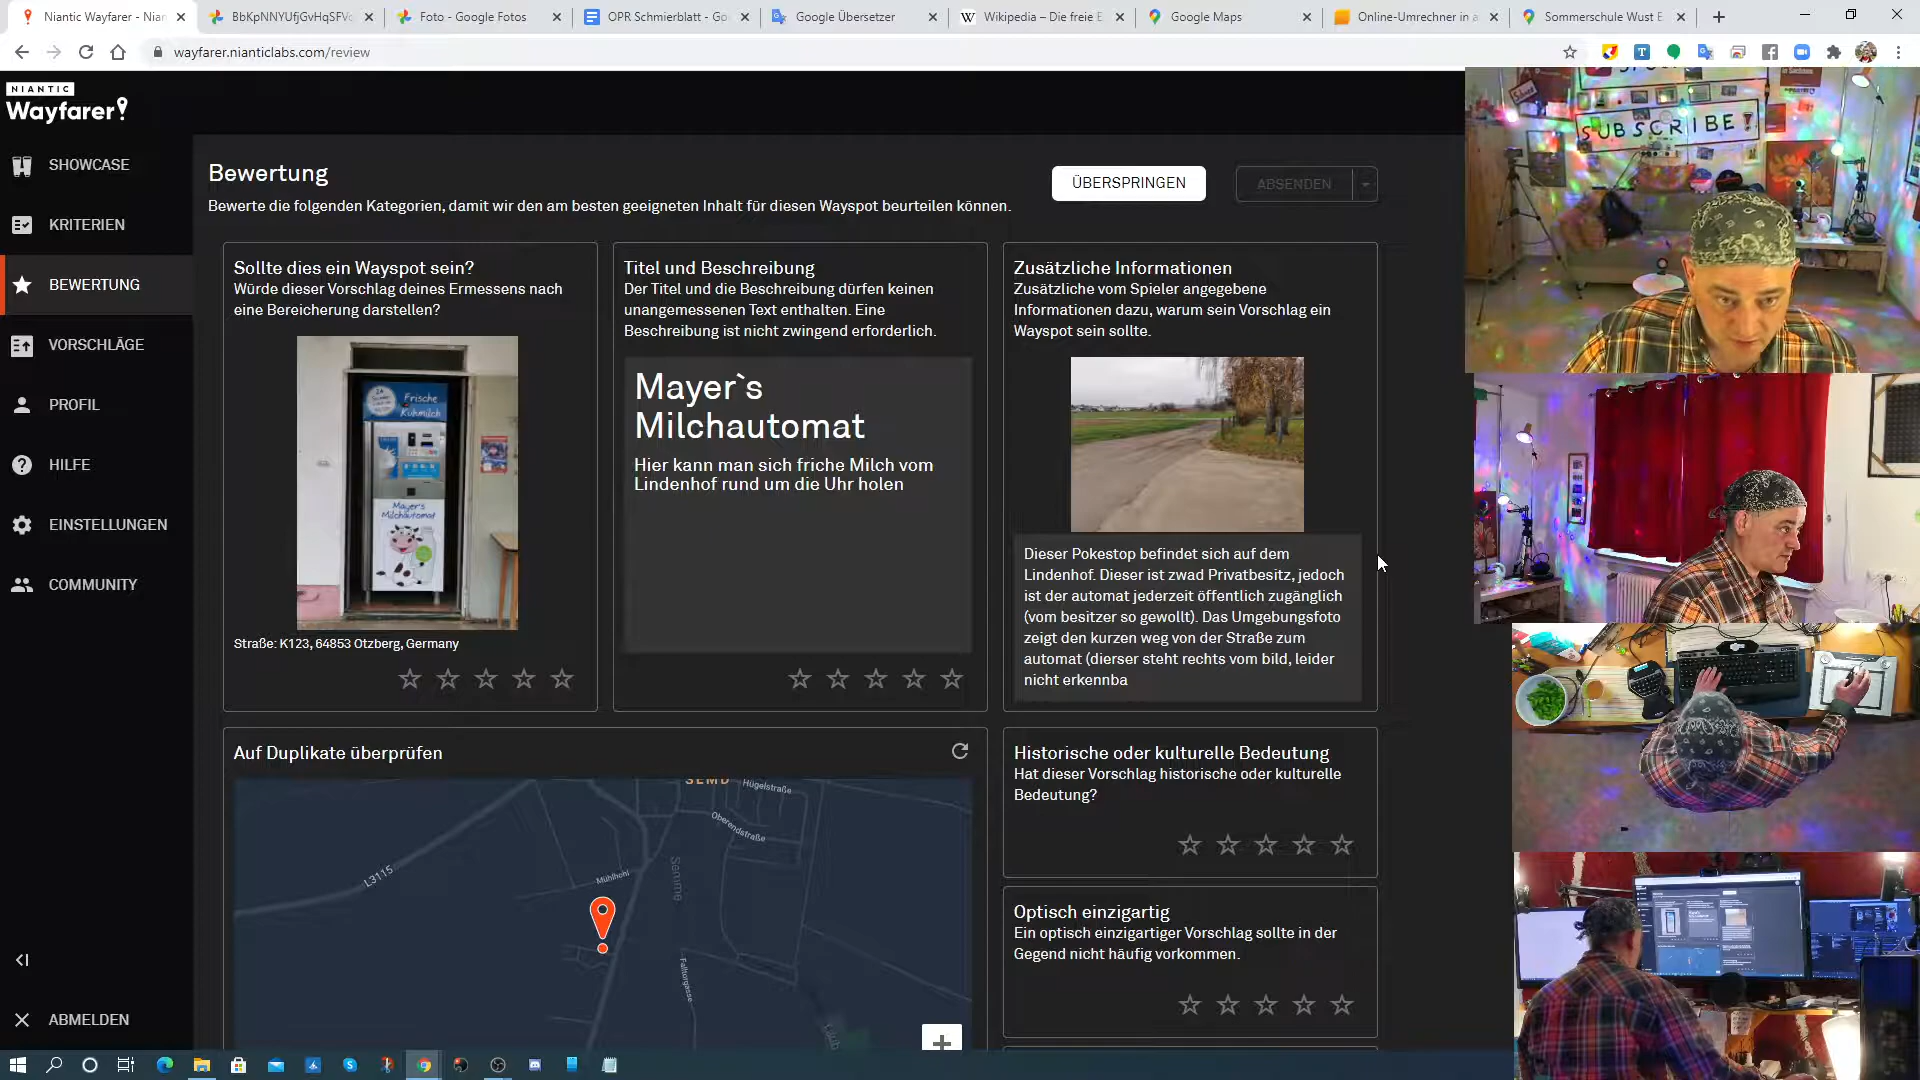 Niantic Wayfarer - Nian
BbKpNNYUfjGvHqSFVc
Foto - Google Fotos
OPR Schmierblatt - Go
Google Übersetzer
Wikipedia – Die freie E
Google Maps
Online-Umrechner in a
Sommerschule Wust E
wayfarer.nianticlabs.com/review
NIANTIC
Wayfarer
SHOWCASE
KRITERIEN
BEWERTUNG
VORSCHLÄGE
PROFIL
HILFE
EINSTELLUNGEN
COMMUNITY
ABMELDEN
Bewertung
Bewerte die folgenden Kategorien, damit wir den am besten geeigneten Inhalt für diesen Wayspot beurteilen können.
ÜBERSPRINGEN
ABSENDEN
Sollte dies ein Wayspot sein?
Würde dieser Vorschlag deines Ermessens nach
eine Bereicherung darstellen?
Frische
Kuhmilch
Mayer's
Milchautomat
Straße: K123, 64853 Otzberg, Germany
Titel und Beschreibung
Der Titel und die Beschreibung dürfen keinen
unangemessenen Text enthalten. Eine
Beschreibung ist nicht zwingend erforderlich.
Mayer`s
Milchautomat
Hier kann man sich friche Milch vom
Lindenhof rund um die Uhr holen
Zusätzliche Informationen
Zusätzliche vom Spieler angegebene
Informationen dazu, warum sein Vorschlag ein
Wayspot sein sollte.
Dieser Pokestop befindet sich auf dem
Lindenhof. Dieser ist zwad Privatbesitz, jedoch
ist der automat jederzeit öffentlich zugänglich
(vom besitzer so gewollt). Das Umgebungsfoto
zeigt den kurzen weg von der Straße zum
automat (dierser steht rechts vom bild, leider
nicht erkennba
Auf Duplikate überprüfen
SEMD
Hügelstraße
Oberendstraße
L3115
Mühlhohl
Semme
Falltorgasse
Historische oder kulturelle Bedeutung
Hat dieser Vorschlag historische oder kulturelle
Bedeutung?
Optisch einzigartig
Ein optisch einzigartiger Vorschlag sollte in der
Gegend nicht häufig vorkommen.
SUBSCRIBE!